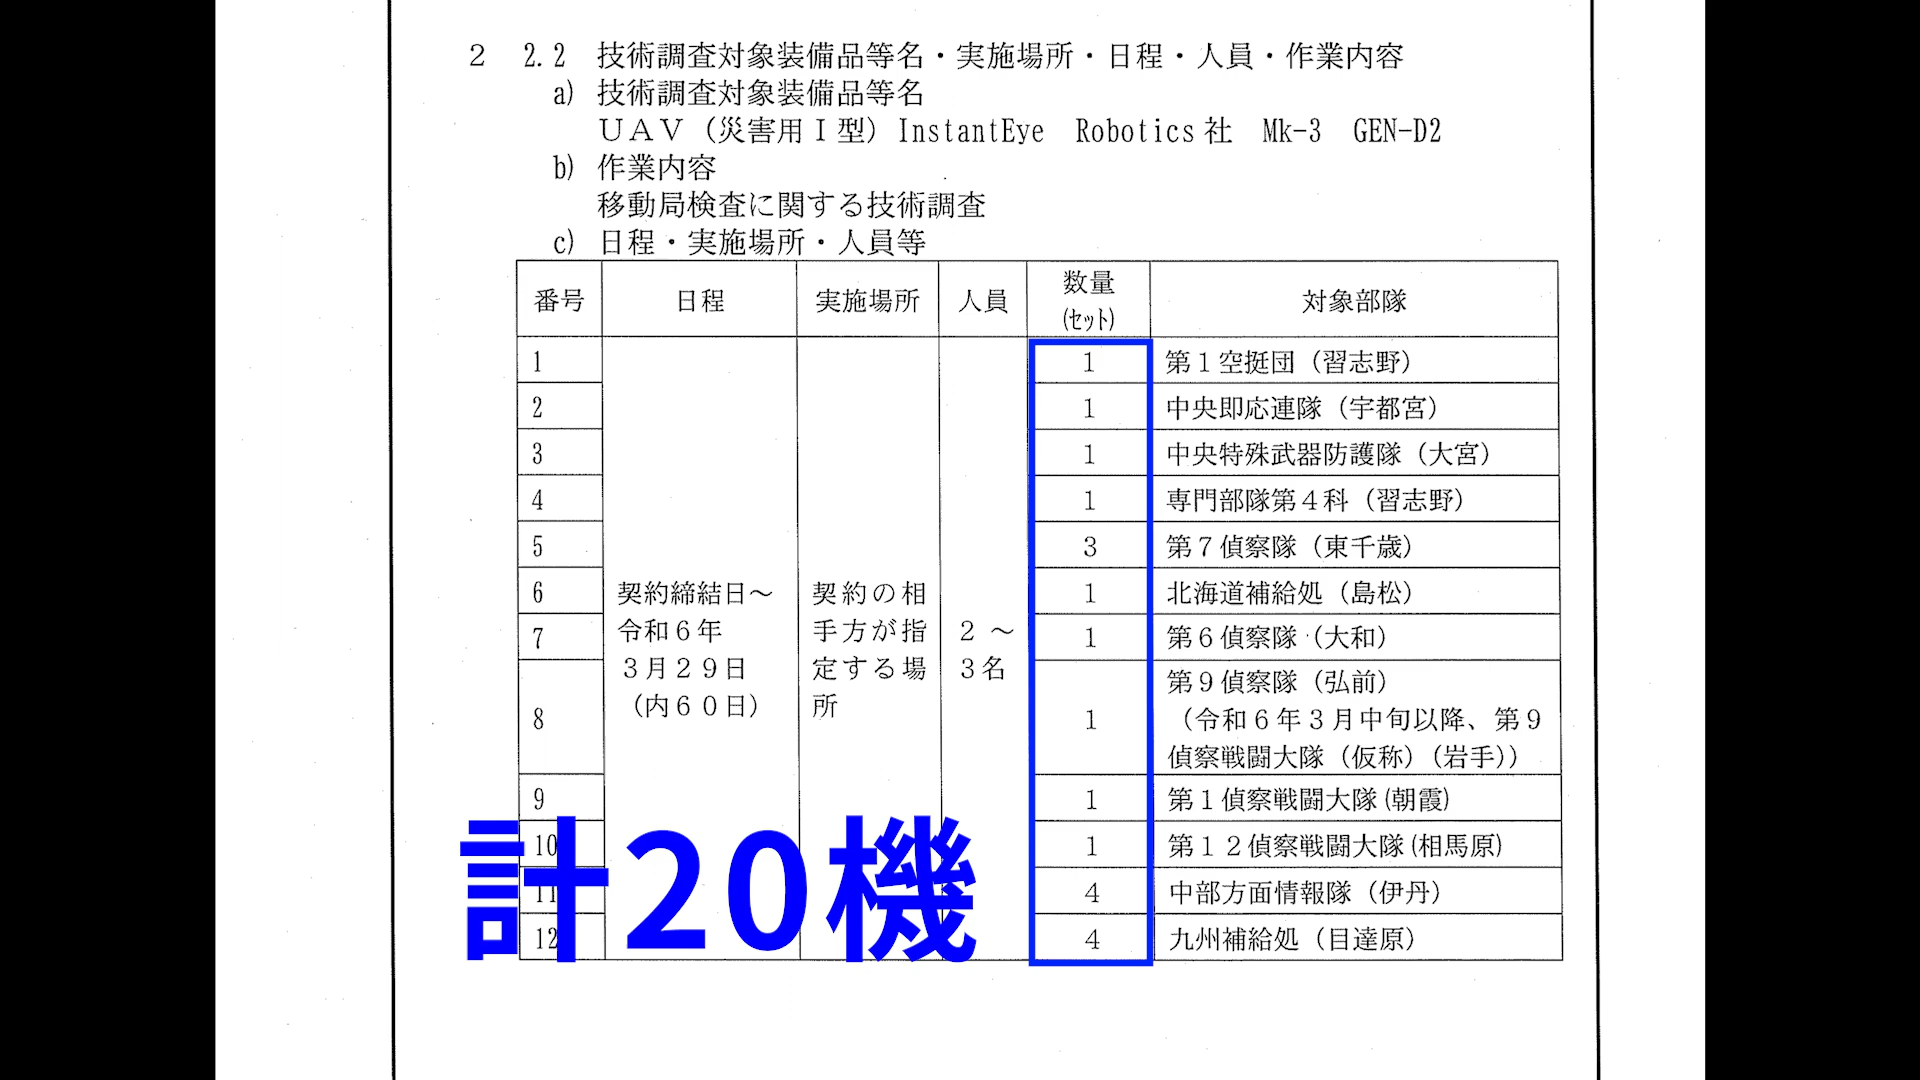 ２　2.2　技術調査対象装備品等名・実施場所・日程・人員・作業内容
a)　技術調査対象装備品等名
ＵＡＶ（災害用Ⅰ型）InstantEye　Robotics社　Mk-3　GEN-D2
b)　作業内容
移動局検査に関する技術調査
c)　日程・実施場所・人員等
番号　日程　実施場所　人員　数量(ｾｯﾄ)　対象部隊
契約締結日～
令和６年
３月２９日
（内６０日）
契約の相
手方が指
定する場
所
２～
３名
1　1　第１空挺団（習志野）
2　1　中央即応連隊（宇都宮）
3　1　中央特殊武器防護隊（大宮）
4　1　専門部隊第４科（習志野）
5　3　第７偵察隊（東千歳）
6　1　北海道補給処（島松）
7　1　第６偵察隊（大和）
8　1　第９偵察隊（弘前）
（令和６年３月中旬以降、第９
偵察戦闘大隊（仮称）（岩手））
9　1　第１偵察戦闘大隊(朝霞)
10　1　第１２偵察戦闘大隊(相馬原)
11　4　中部方面情報隊（伊丹）
12　4　九州補給処（目達原）
計20機